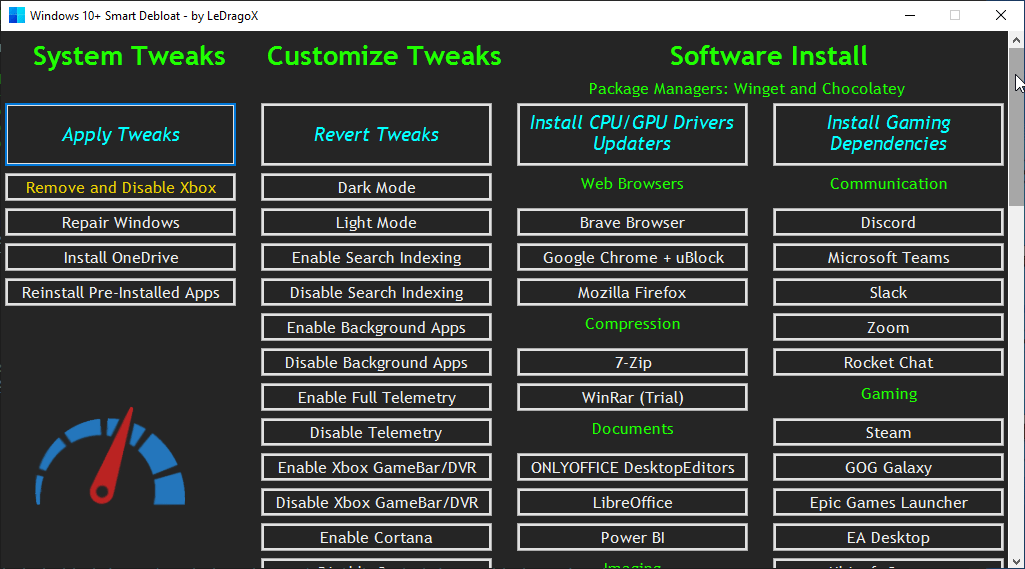 Windows 10+ Smart Debloat - by LeDragoX
System Tweaks
Customize Tweaks
Software Install
Package Managers: Winget and Chocolatey
Apply Tweaks
Revert Tweaks
Install CPU/GPU Drivers
Updaters
Install Gaming
Dependencies
Remove and Disable Xbox
Dark Mode
Web Browsers
Communication
Repair Windows
Light Mode
Brave Browser
Discord
Install OneDrive
Enable Search Indexing
Google Chrome + uBlock
Microsoft Teams
Reinstall Pre-Installed Apps
Disable Search Indexing
Mozilla Firefox
Slack
Enable Background Apps
Compression
Zoom
Disable Background Apps
7-Zip
Rocket Chat
Enable Full Telemetry
WinRar (Trial)
Gaming
Disable Telemetry
Documents
Steam
Enable Xbox GameBar/DVR
ONLYOFFICE DesktopEditors
GOG Galaxy
Disable Xbox GameBar/DVR
LibreOffice
Epic Games Launcher
Enable Cortana
Power BI
EA Desktop